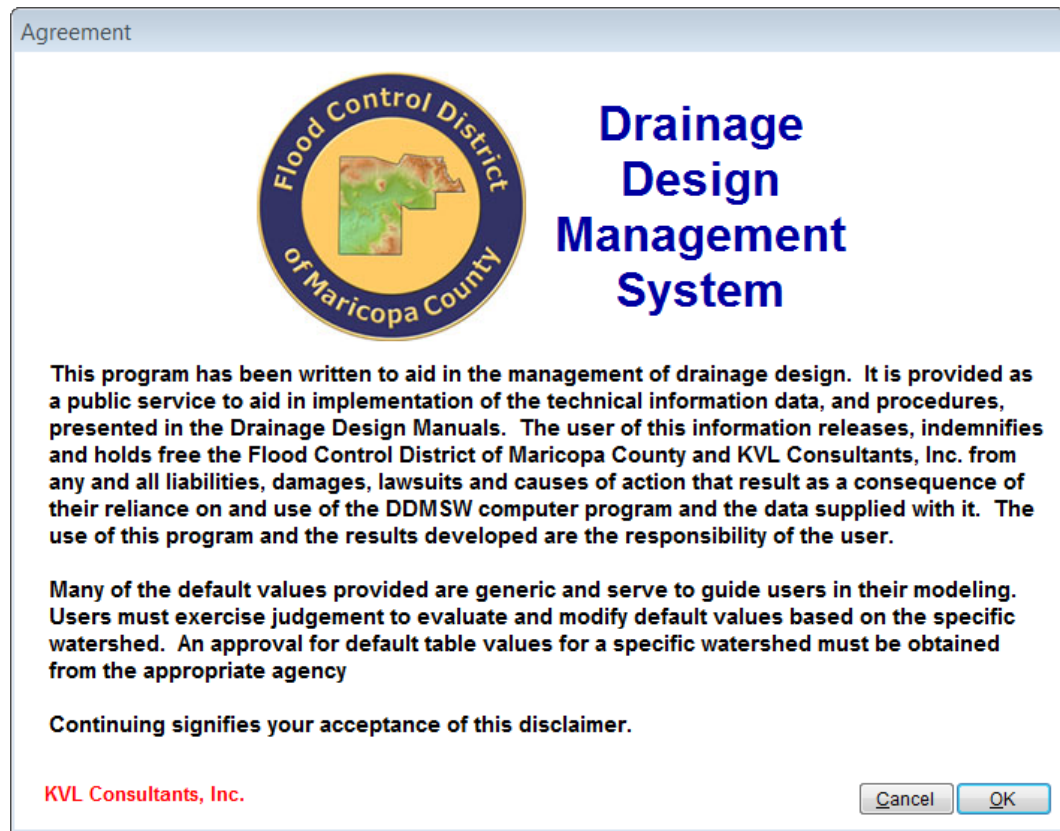 Agreement
Flood Control District
of Maricopa County
Drainage
Design
Management
System
This program has been written to aid in the management of drainage design.  It is provided as
a public service to aid in implementation of the technical information data, and procedures,
presented in the Drainage Design Manuals.  The user of this information releases, indemnifies
and holds free the Flood Control District of Maricopa County and KVL Consultants, Inc. from
any and all liabilities, damages, lawsuits and causes of action that result as a consequence of
their reliance on and use of the DDMSW computer program and the data supplied with it.  The
use of this program and the results developed are the responsibility of the user.
Many of the default values provided are generic and serve to guide users in their modeling.
Users must exercise judgement to evaluate and modify default values based on the specific
watershed.  An approval for default table values for a specific watershed must be obtained
from the appropriate agency
Continuing signifies your acceptance of this disclaimer.
KVL Consultants, Inc.
Cancel
OK